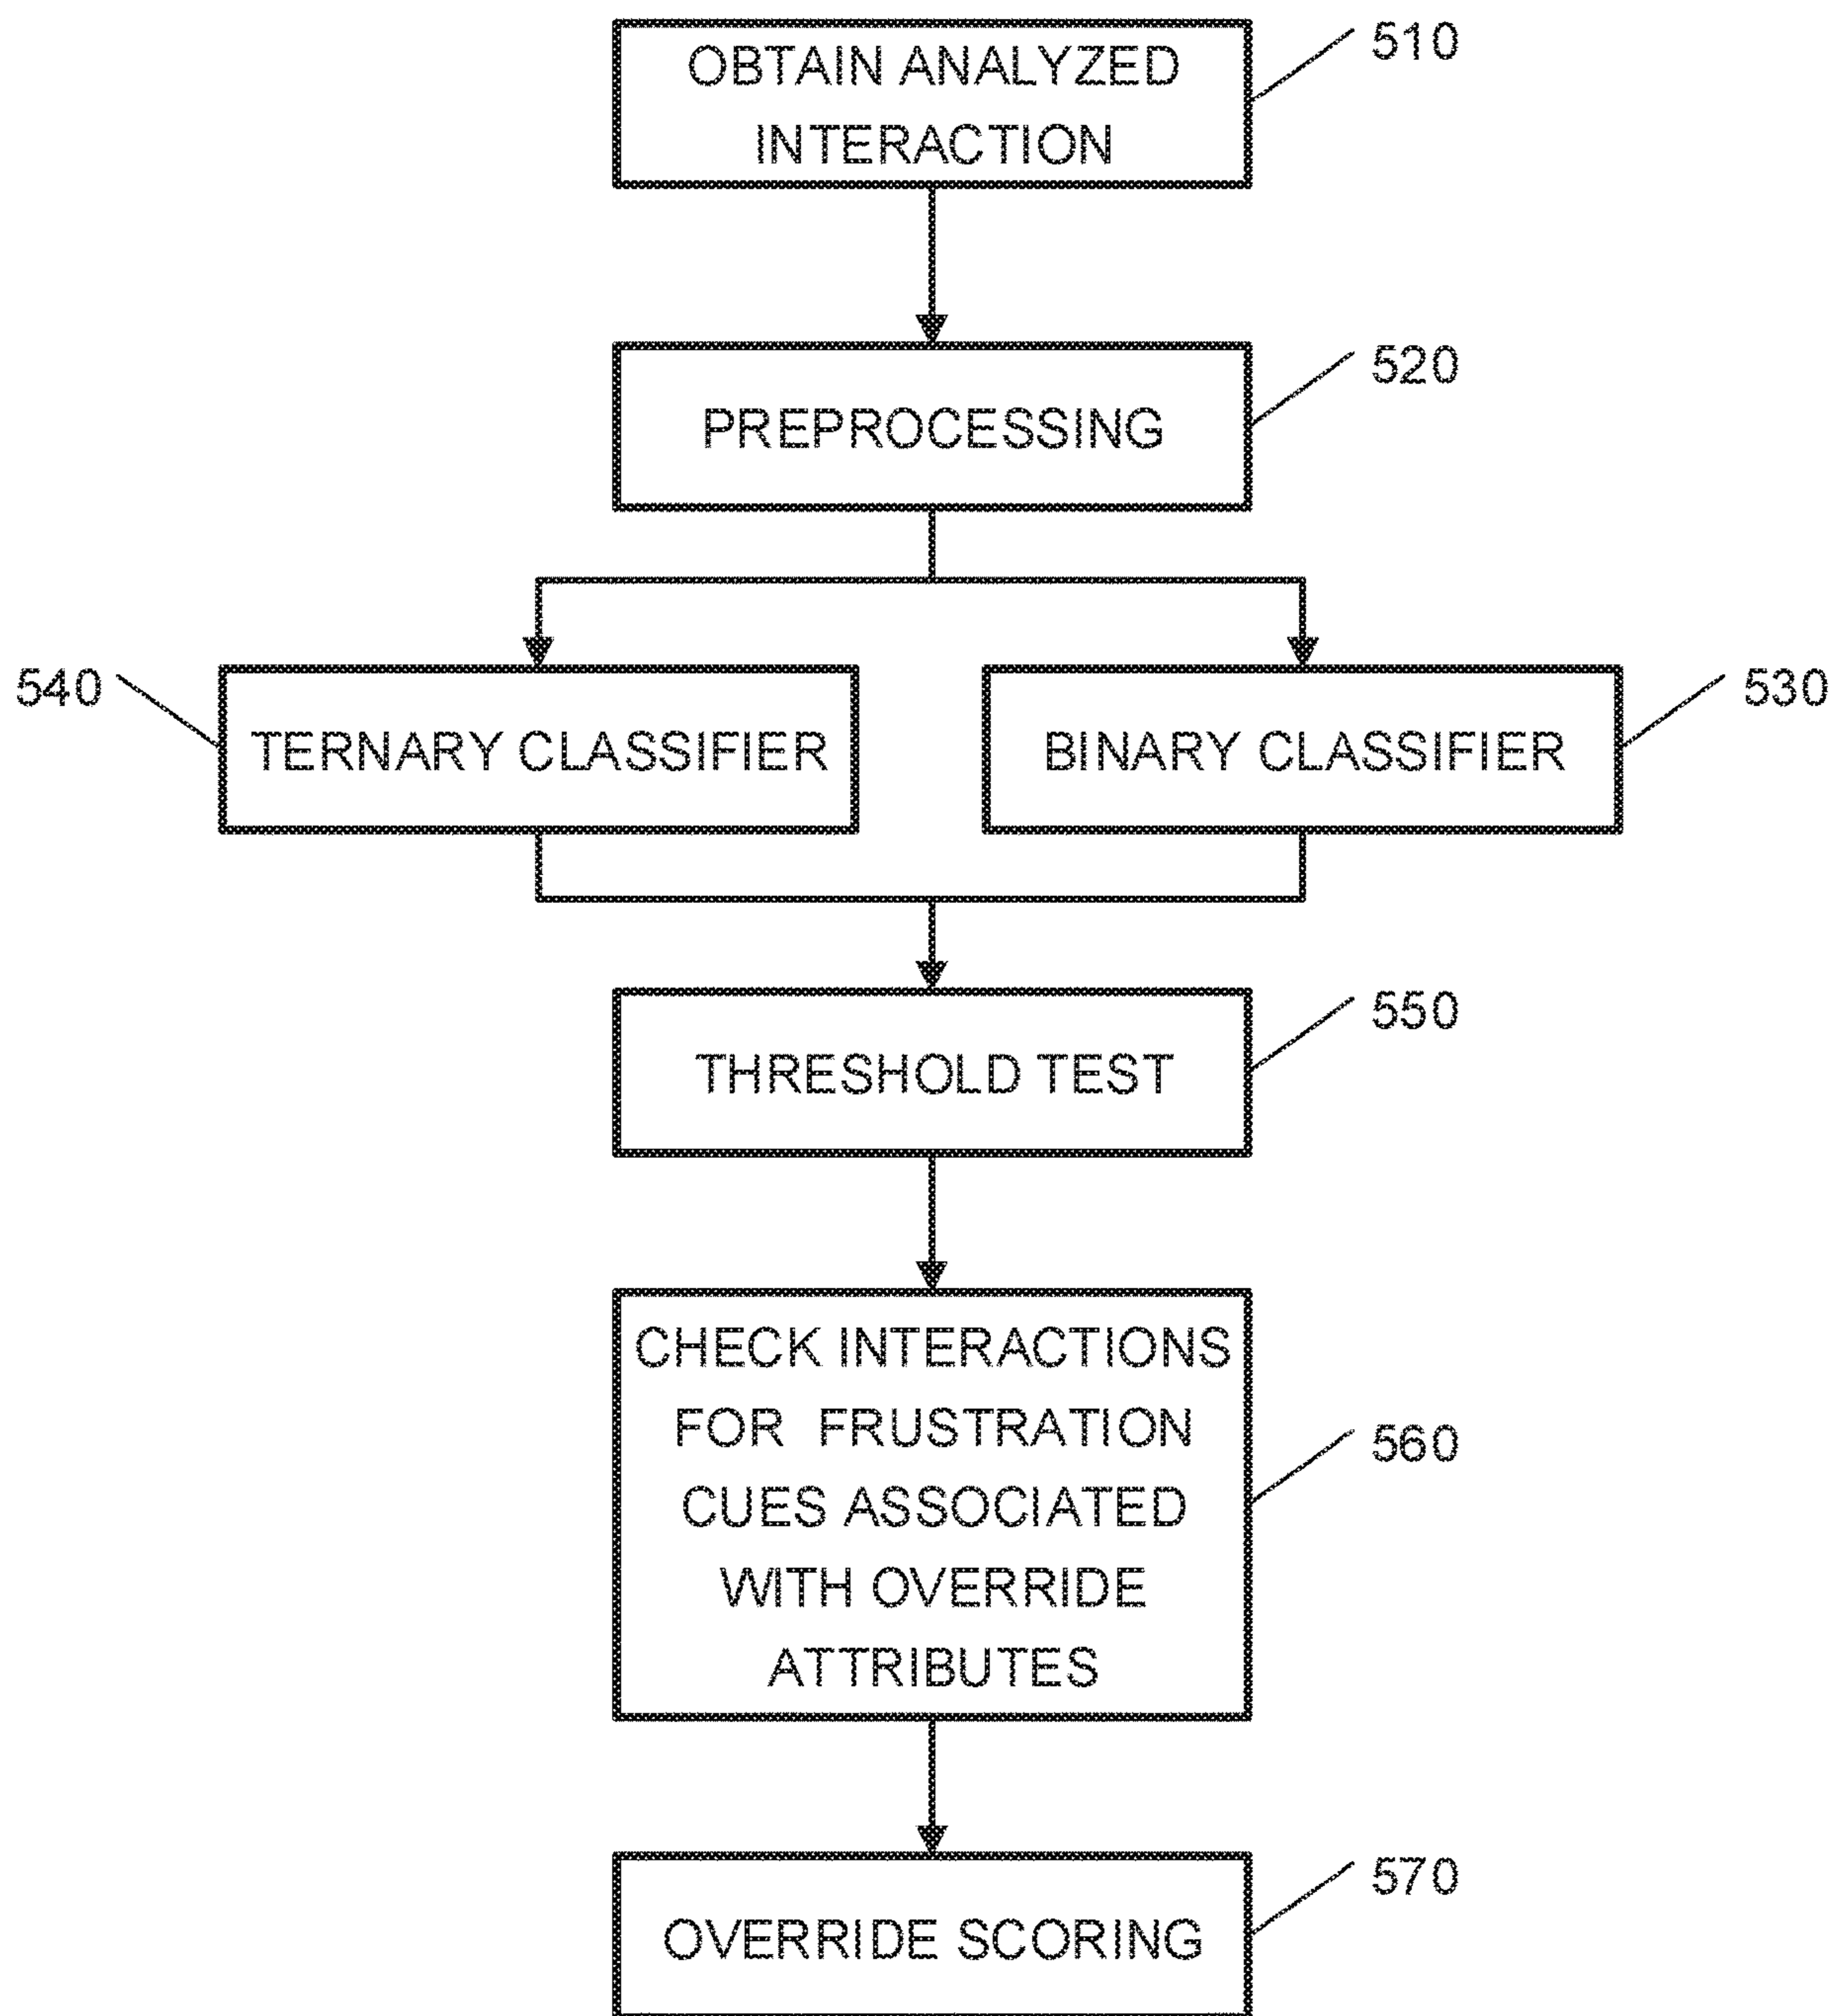 OBTAIN ANALYZED
INTERACTION
510
PREPROCESSING
520
540
TERNARY CLASSIFIER
BINARY CLASSIFIER
530
THRESHOLD TEST
550
CHECK INTERACTIONS
FOR FRUSTRATION
CUES ASSOCIATED
WITH OVERRIDE
ATTRIBUTES
560
OVERRIDE SCORING
570